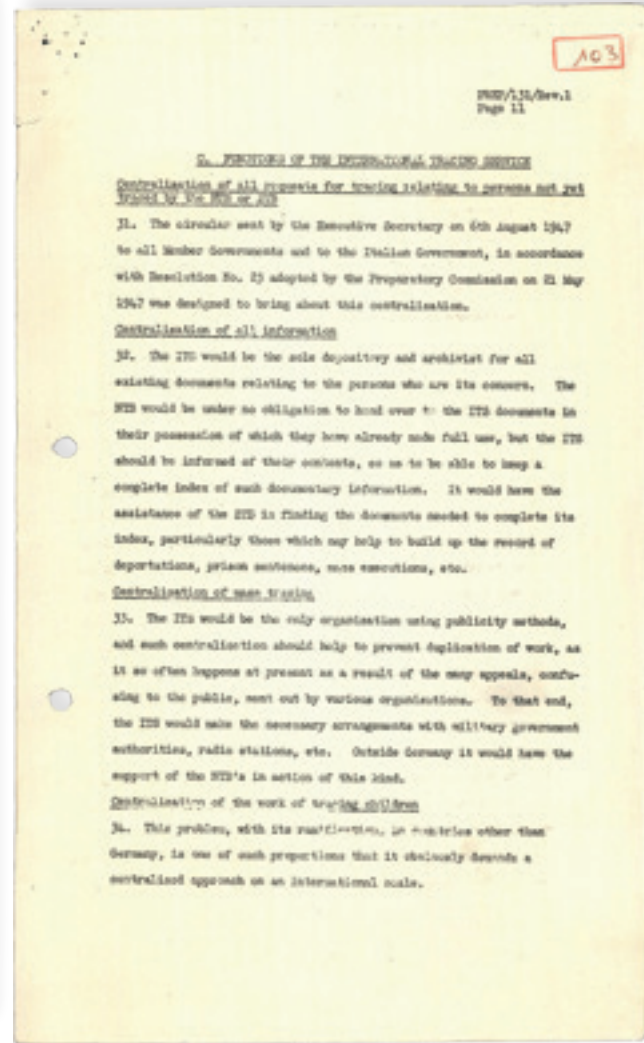 103
Page 11
C. FUNCTIONS OF THE INTERNATIONAL TRACING SERVICE
Centralisation of all requests for tracing relating to persons not yet
traced by the NTB or
31. The circular sent by the Executive Secretary on 6th August 1947
to all Member Governments and to the Italian Government, in accordance
with Resolution No. 23 adopted by the Preparatory Commission on 21 May
1947 was designed to bring about this centralisation.
Centralisation of all information
32. The ITS would be the sole depositary and archivist for all
existing documents relating to the persons who are its concern. The
NTB would be under no obligation to hand over to the ITS documents in
their possession of which they have already made full use, but the ITS
should be informed of their contents, so as to be able to keep a
complete index of such documentary information. It would have the
assistance of the in finding the documents needed to complete its
index, particularly those which may help to build up the record of
deportations, prison sentences, mass executions, etc.
Centralisation of mass tracing
33. The ITS would be the only organisation using publicity methods,
and such centralisation should help to prevent duplication of work, as
it so often happens at present as a result of the many appeals, confu-
sing to the public, sent out by various organisations. To that end,
the ITS would make the necessary arrangements with military government
authorities, radio stations, etc. Outside Germany it would have the
support of the NTB's in action of this kind.
Centralisation of the work of tracing children
34. This problem, with its ramifications in countries other than
Germany, is one of such proportions that it obviously demands a
centralised approach on an international scale.